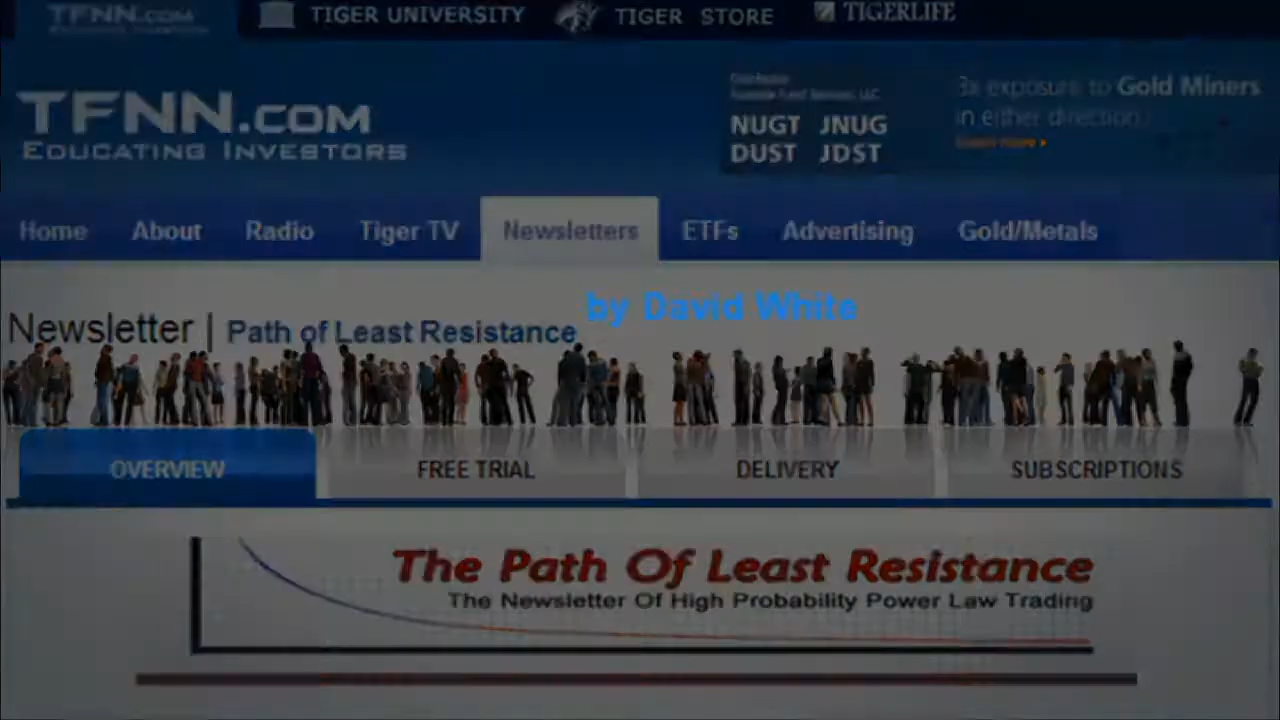 TFNN.COM
TIGER UNIVERSITY
TIGER STORE
TIGERLIFE
TFNN.COM
EDUCATING INVESTORS
NUGT JNUG
DUST JDST
3x exposure to Gold Miners
in either direction.
Learn more
Home About Radio Tiger TV Newsletters ETFs Advertising Gold/Metals
by David White
Newsletter | Path of Least Resistance
OVERVIEW FREE TRIAL DELIVERY SUBSCRIPTIONS
The Path Of Least Resistance
The Newsletter Of High Probability Power Law Trading